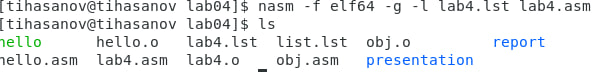 [tihasanov@tihasanov lab04]$ nasm -f elf64 -g -l lab4.lst lab4.asm
[tihasanov@tihasanov lab04]$ ls
hello hello.o lab4.lst list.lst obj.o report
hello.asm lab4.asm lab4.o obj.asm presentation